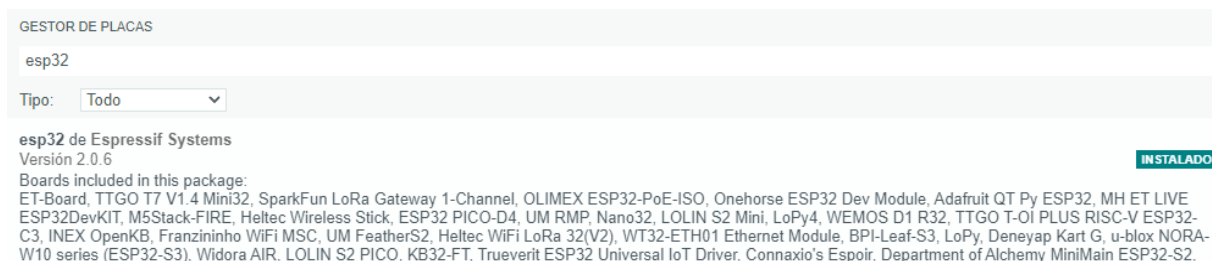 GESTOR DE PLACAS
esp32
Tipo: Todo
esp32 de Espressif Systems
Versión 2.0.6
INSTALADO
Boards included in this package:
ET-Board, TTGO T7 V1.4 Mini32, SparkFun LoRa Gateway 1-Channel, OLIMEX ESP32-PoE-ISO, Onehorse ESP32 Dev Module, Adafruit QT Py ESP32, MH ET LIVE
ESP32DevKIT, M5Stack-FIRE, Heltec Wireless Stick, ESP32 PICO-D4, UM RMP, Nano32, LOLIN S2 Mini, LoPy4, WEMOS D1 R32, TTGO T-OI PLUS RISC-V ESP32-
C3, INEX OpenKB, Franzininho WiFi MSC, UM FeatherS2, Heltec WiFi LoRa 32(V2), WT32-ETH01 Ethernet Module, BPI-Leaf-S3, LoPy, Deneyap Kart G, u-blox NORA-
W10 series (ESP32-S3), Widora AIR, LOLIN S2 PICO, KB32-FT, Trueverit ESP32 Universal IoT Driver, Connaxio's Espoir, Department of Alchemy MiniMain ESP32-S2,